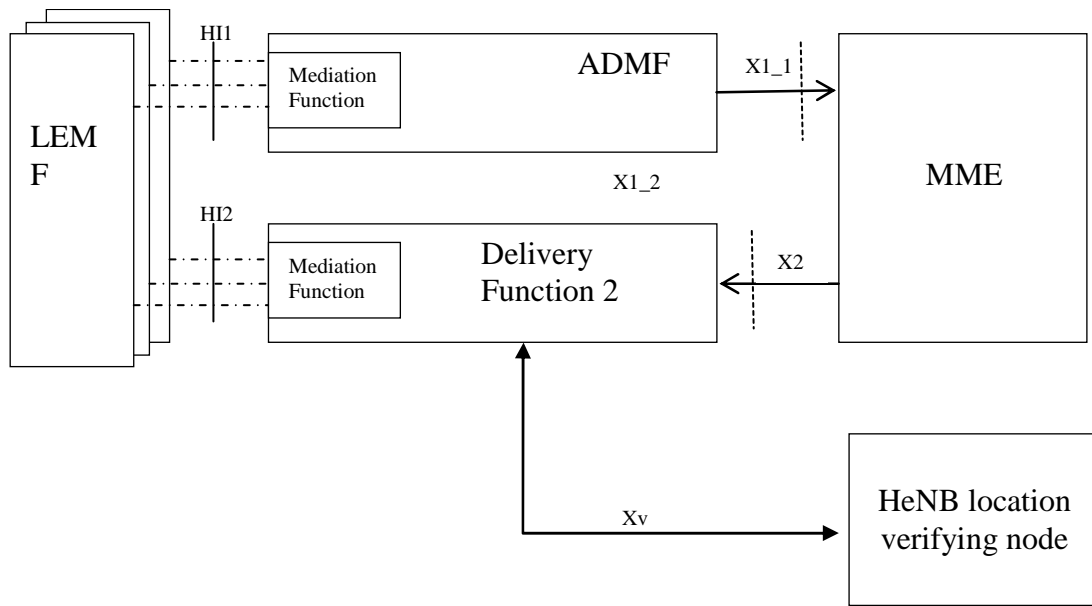 HI1
LEM
F
Mediation
Function
ADMF
X1_1
MME
X1_2
HI2
Mediation
Function
Delivery
Function 2
X2
Xv
HeNB location
verifying node